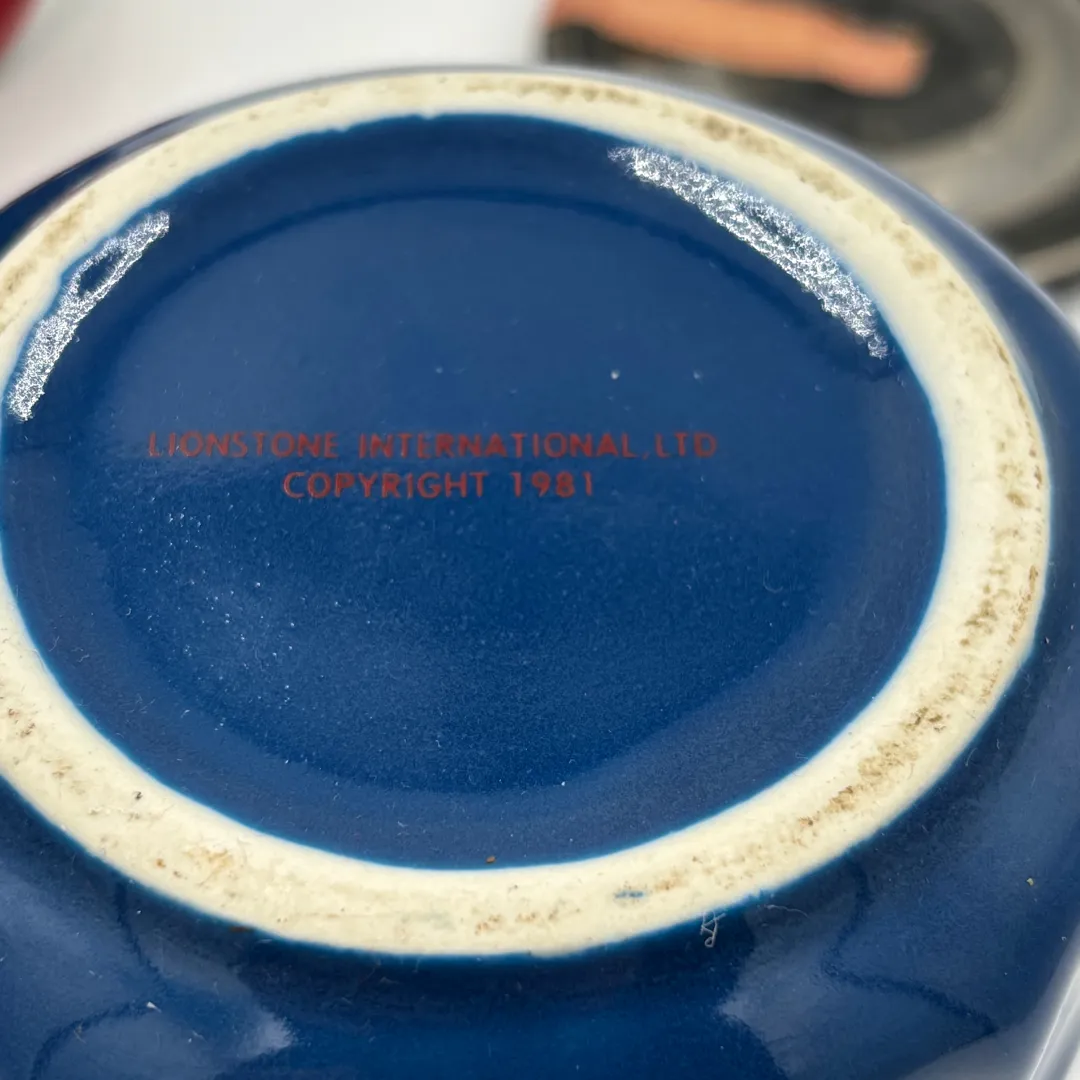 LIONSTONE INTERNATIONAL, LTD
COPYRIGHT 1981